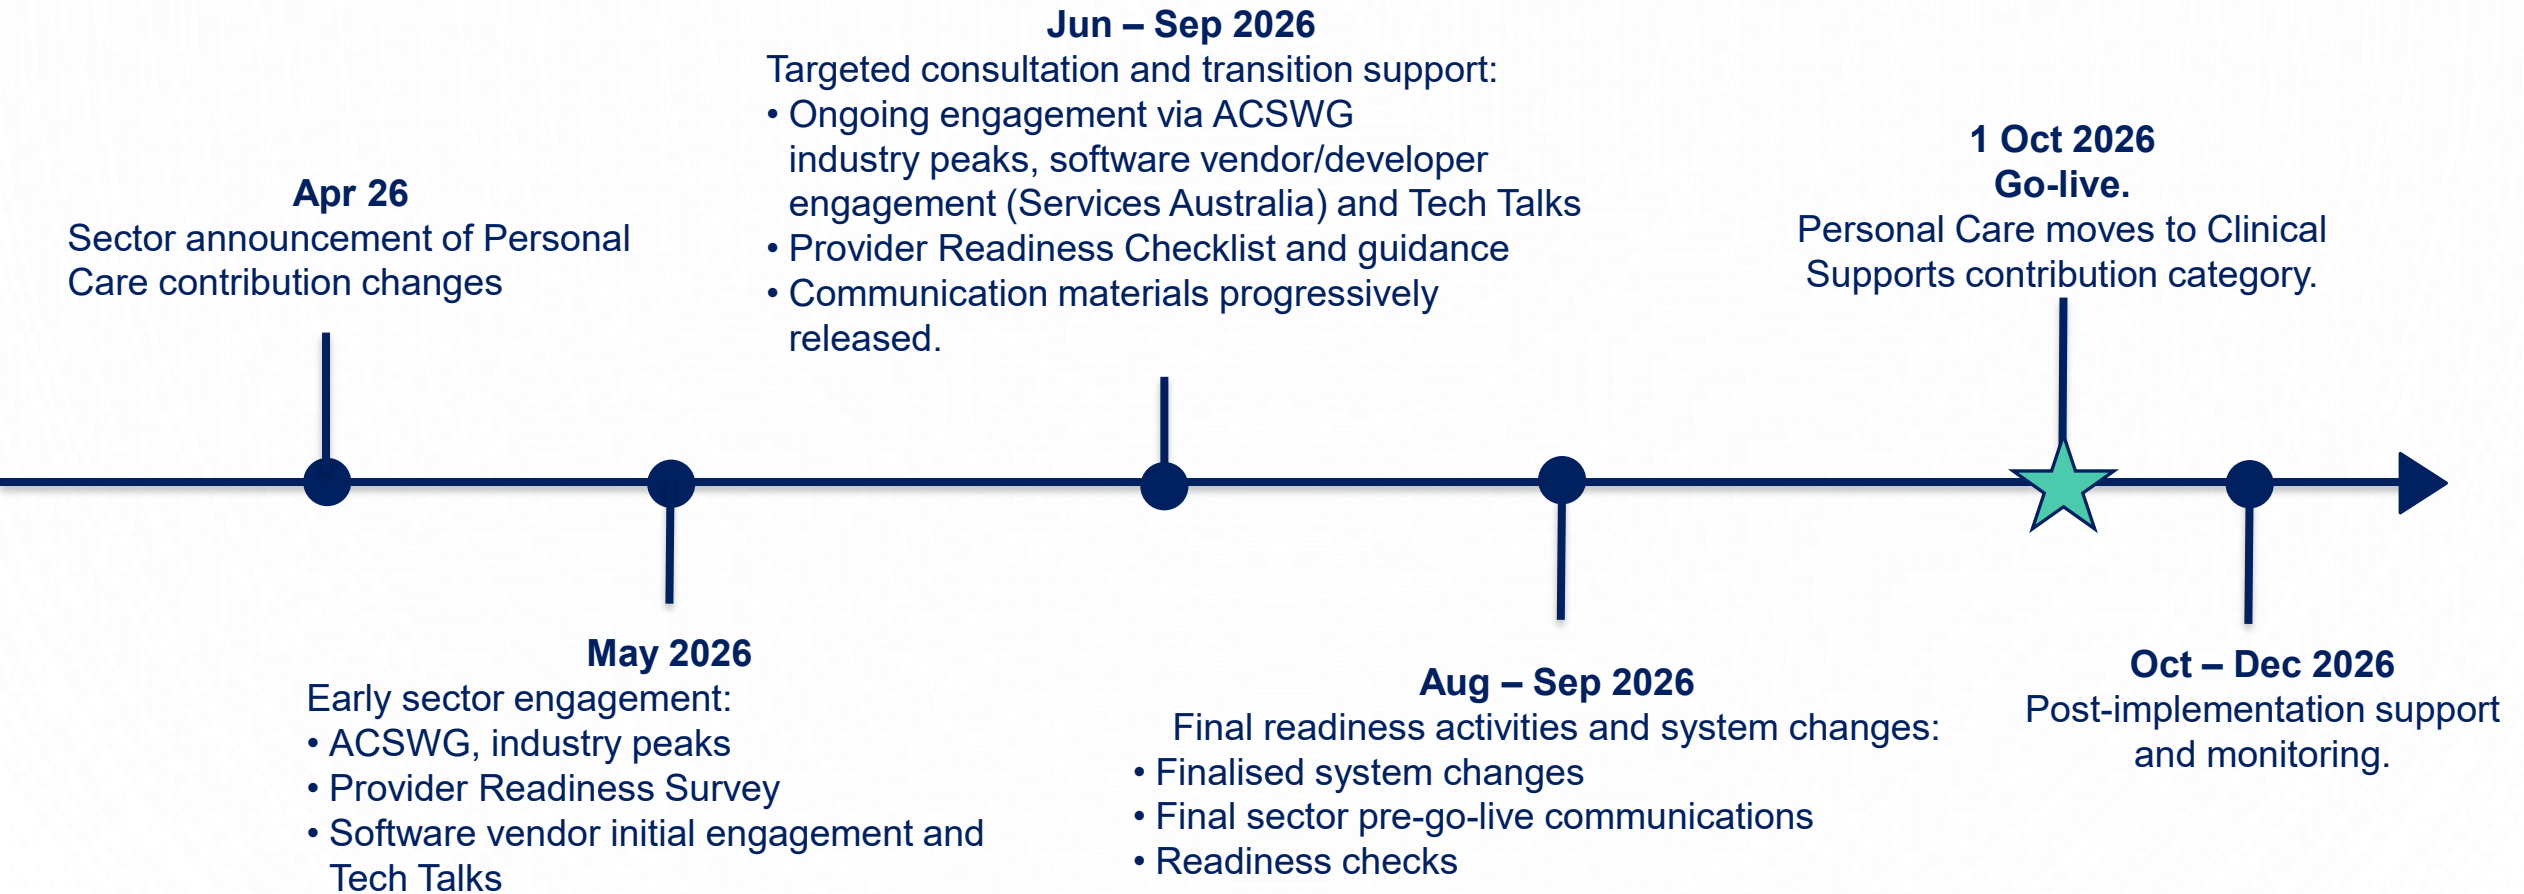 Apr 26
Sector announcement of Personal
Care contribution changes
May 2026
Early sector engagement:
• ACSWG, industry peaks
• Provider Readiness Survey
• Software vendor initial engagement and
Tech Talks
Jun – Sep 2026
Targeted consultation and transition support:
• Ongoing engagement via ACSWG
industry peaks, software vendor/developer
engagement (Services Australia) and Tech Talks
• Provider Readiness Checklist and guidance
• Communication materials progressively
released.
Aug – Sep 2026
Final readiness activities and system changes:
• Finalised system changes
• Final sector pre-go-live communications
• Readiness checks
1 Oct 2026
Go-live.
Personal Care moves to Clinical
Supports contribution category.
Oct – Dec 2026
Post-implementation support
and monitoring.